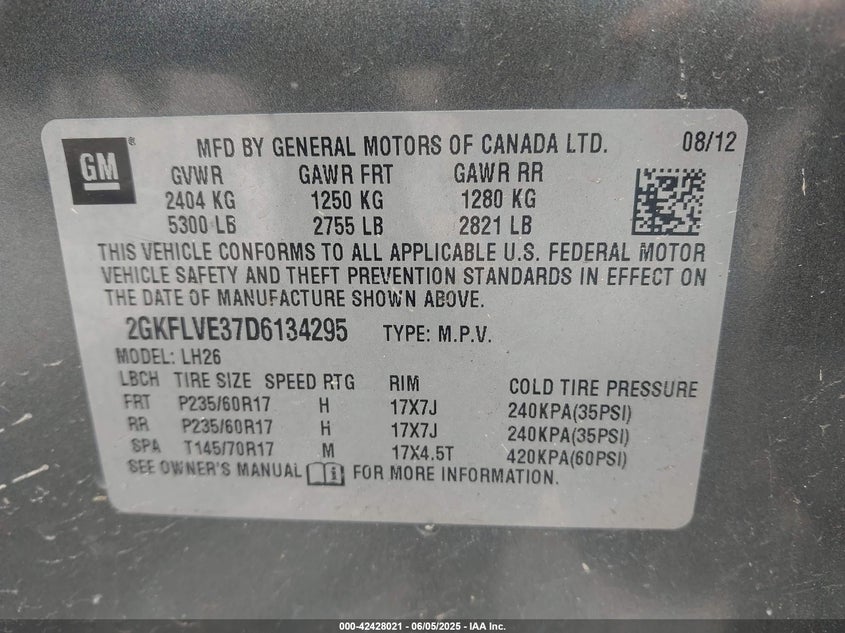 GM ®
MFD BY GENERAL MOTORS OF CANADA LTD. 08/12
GVWR GAWR FRT GAWR RR
2404 KG 1250 KG 1280 KG
5300 LB 2755 LB 2821 LB
THIS VEHICLE CONFORMS TO ALL APPLICABLE U.S. FEDERAL MOTOR
VEHICLE SAFETY AND THEFT PREVENTION STANDARDS IN EFFECT ON
THE DATE OF MANUFACTURE SHOWN ABOVE.
2GKFLVE37D6134295 TYPE: M.P.V.
MODEL: LH26
LBCH TIRE SIZE SPEED RTG RIM COLD TIRE PRESSURE
FRT P235/60R17 H 17X7J 240KPA(35PSI)
RR P235/60R17 H 17X7J 240KPA(35PSI)
SPA T145/70R17 M 17X4.5T 420KPA(60PSI)
SEE OWNER'S MANUAL FOR MORE INFORMATION.
000-42428021 - 06/05/2025 - IAA Inc.